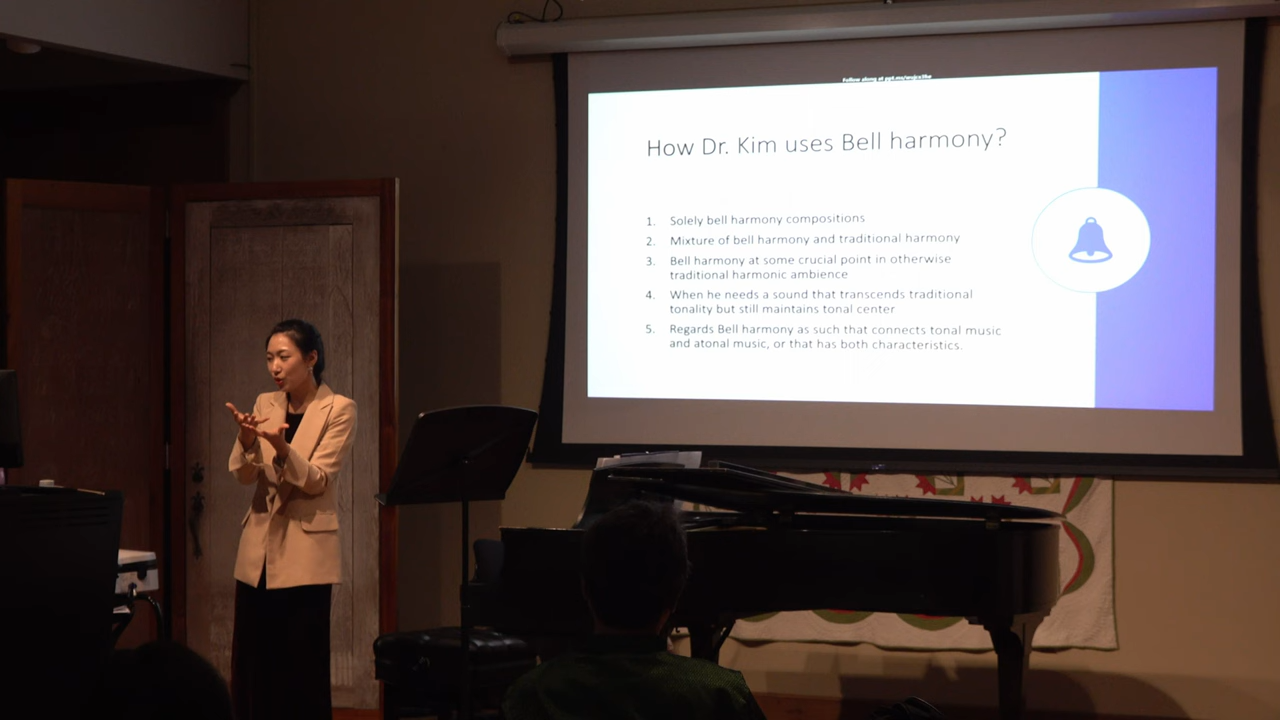 Follow along at
How Dr. Kim uses Bell harmony?
1. Solely bell harmony compositions
2. Mixture of bell harmony and traditional harmony
3. Bell harmony at some crucial point in otherwise
traditional harmonic ambience
4. When he needs a sound that transcends traditional
tonality but still maintains tonal center
5. Regards Bell harmony as such that connects tonal music
and atonal music, or that has both characteristics.